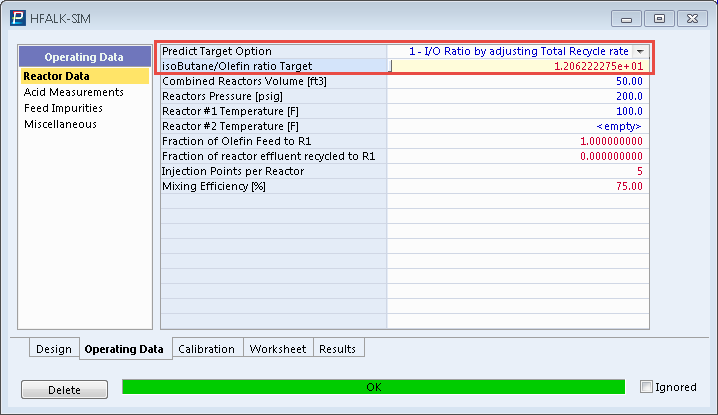 HFALK-SIM
Operating Data
Reactor Data
Acid Measurements
Feed Impurities
Miscellaneous
Predict Target Option 1 - I/O Ratio by adjusting Total Recycle rate
isoButane/Olefin ratio Target 1.206222275e+01
Combined Reactors Volume [ft3] 50.00
Reactors Pressure [psig] 200.0
Reactor #1 Temperature [F] 100.0
Reactor #2 Temperature [F] <empty>
Fraction of Olefin Feed to R1 1.000000000
Fraction of reactor effluent recycled to R1 0.000000000
Injection Points per Reactor 5
Mixing Efficiency [%] 75.00
Design Operating Data Calibration Worksheet Results
Delete OK Ignored